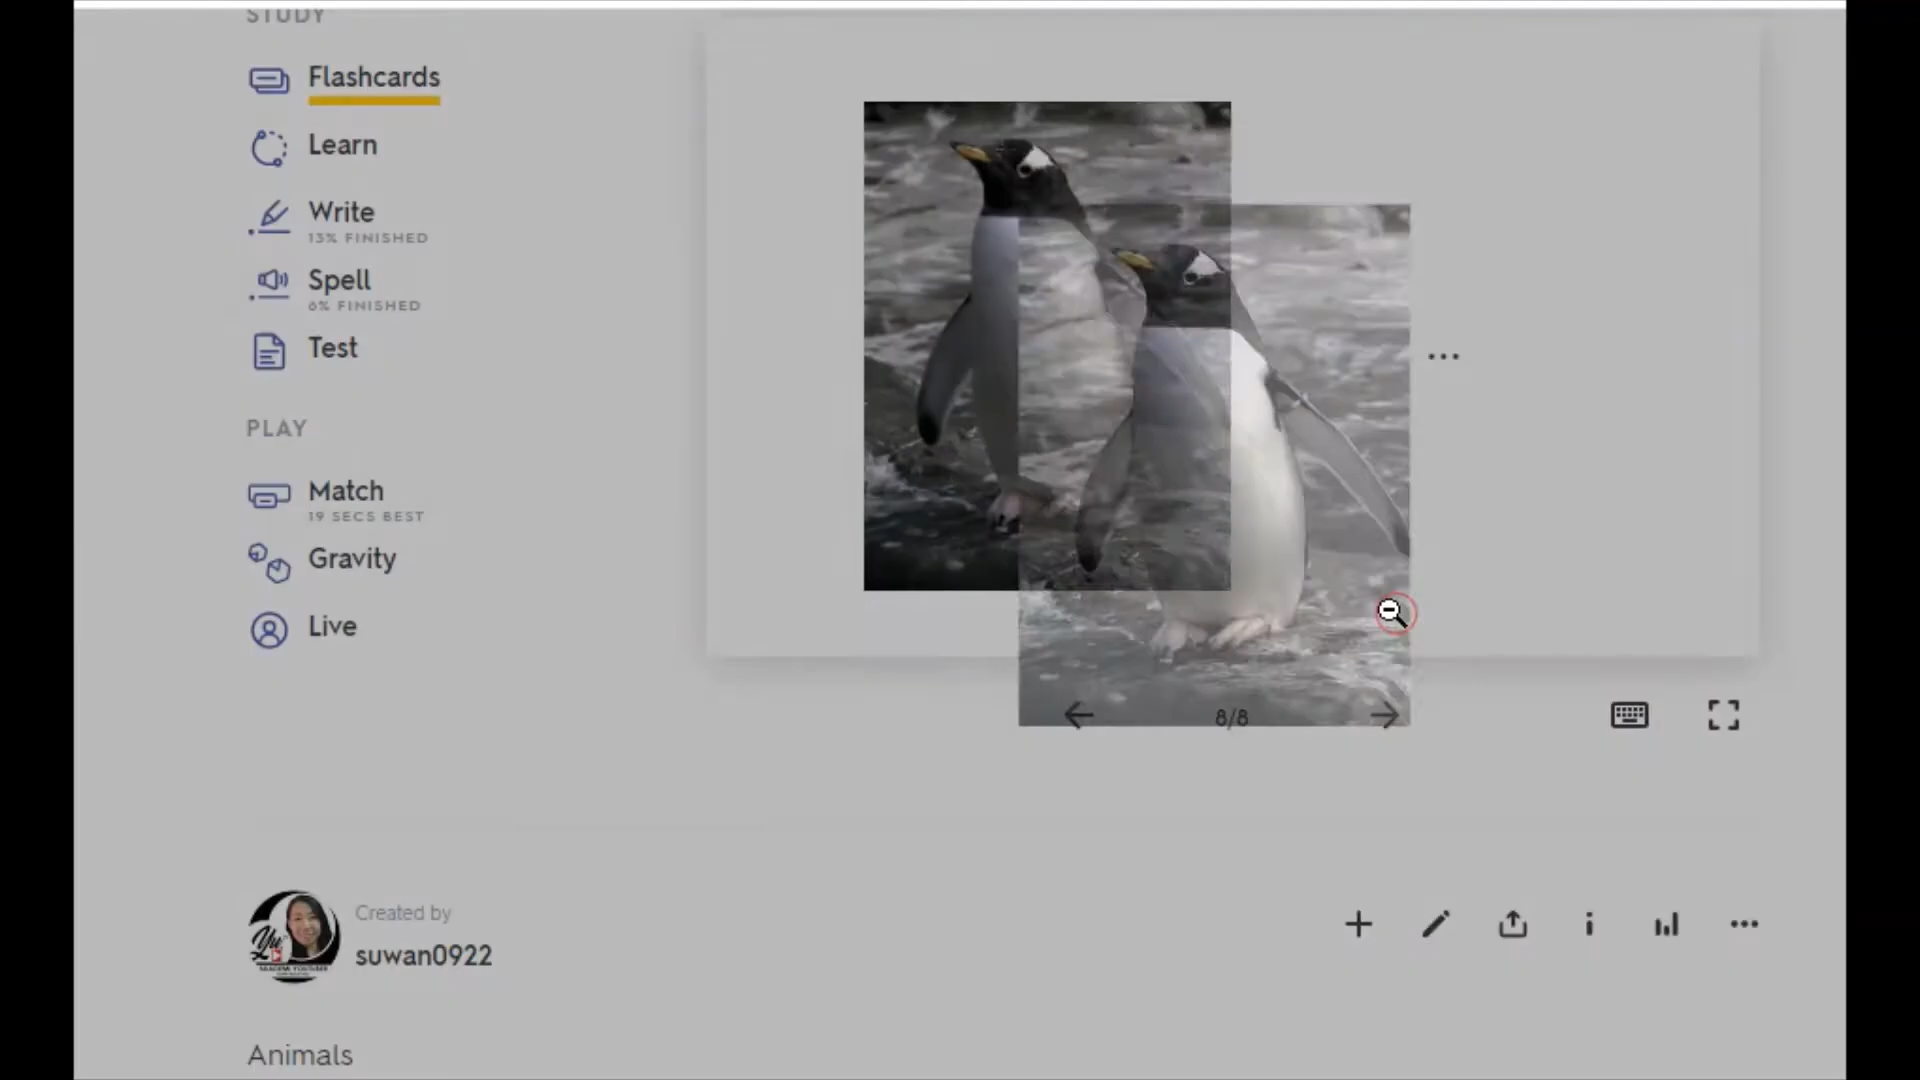 STUDY
Flashcards
Learn
Write
13% FINISHED
Spell
6% FINISHED
Test
PLAY
Match
19 SECS BEST
Gravity
Live
...
8/8
Created by
suwan0922
Animals